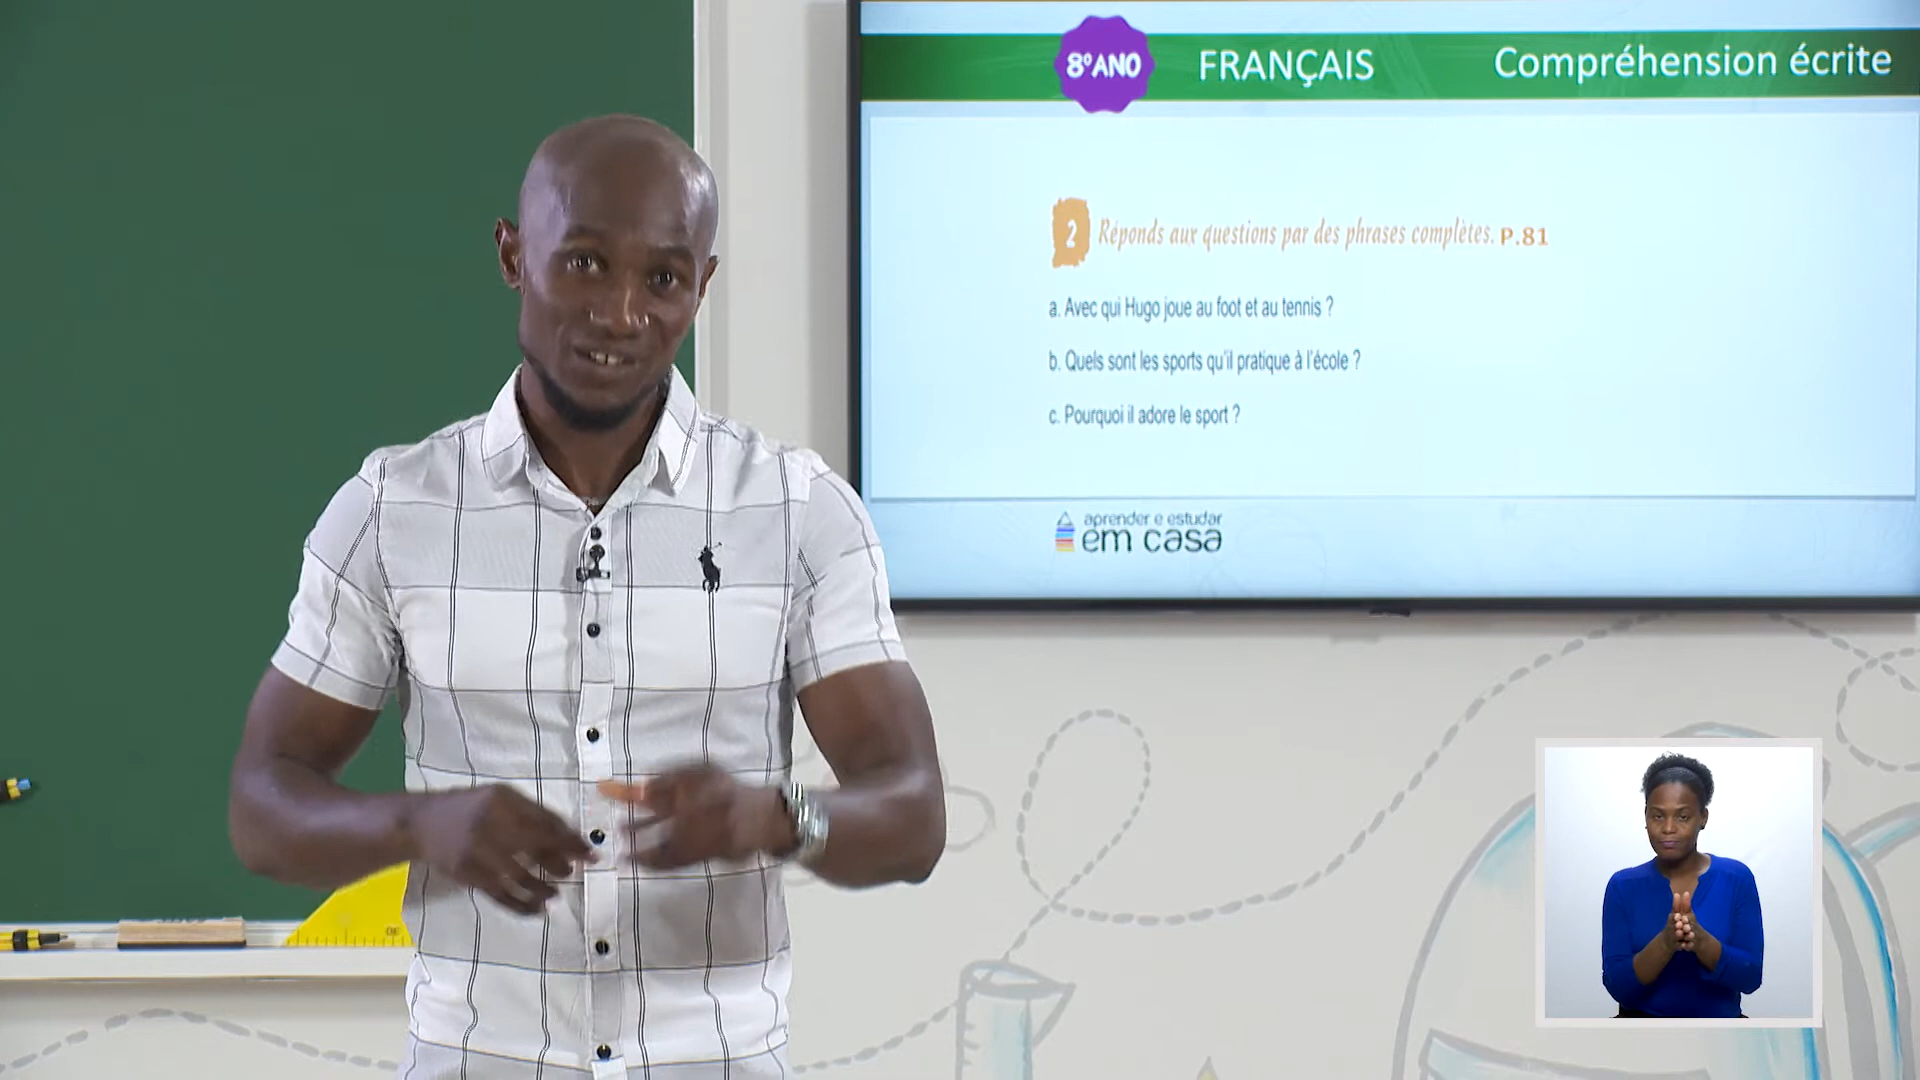 8ºANO
FRANÇAIS
Compréhension écrite
2 Réponds aux questions par des phrases complètes. P.81
a. Avec qui Hugo joue au foot et au tennis ?
b. Quels sont les sports qu'il pratique à l'école ?
c. Pourquoi il adore le sport ?
aprender e estudar
em casa